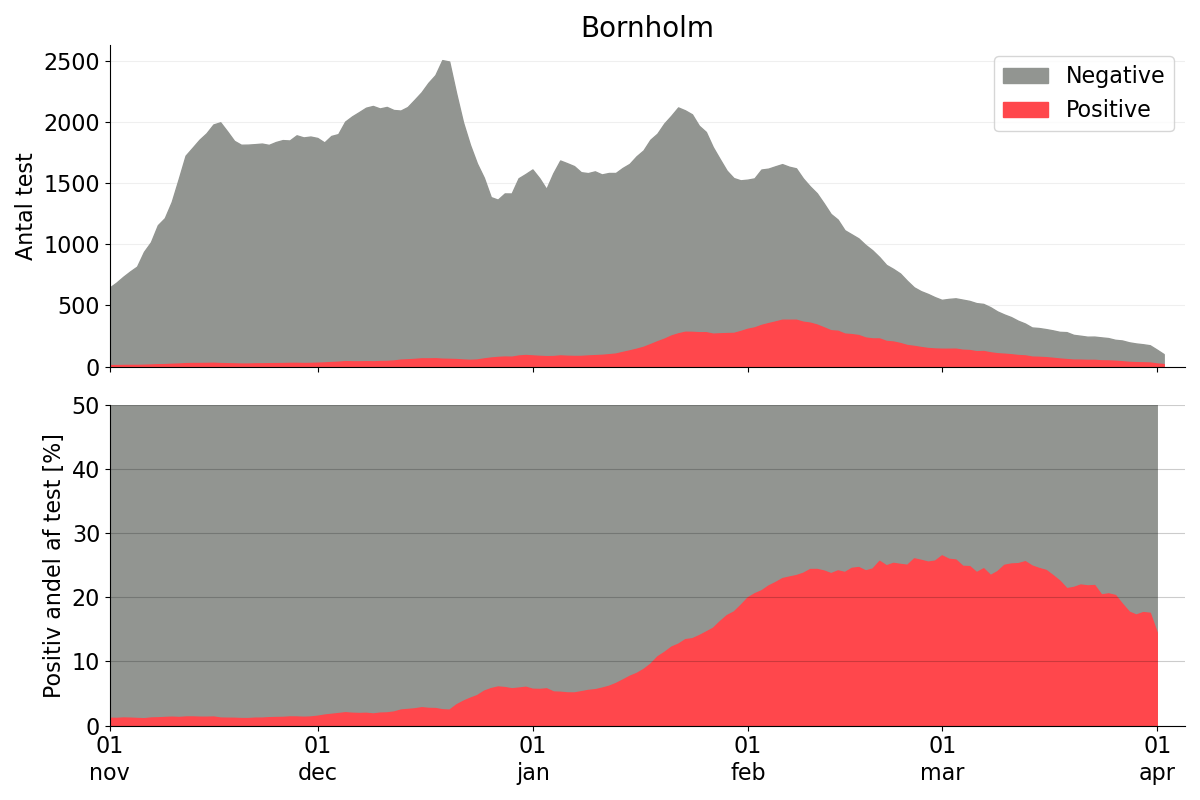 Bornholm
Antal test
2500
2000
1500
1000
500
0
Negative
Positive
Positiv andel af test [%]
50
40
30
20
10
0
01 01 01 01 01 01
nov dec jan feb mar apr